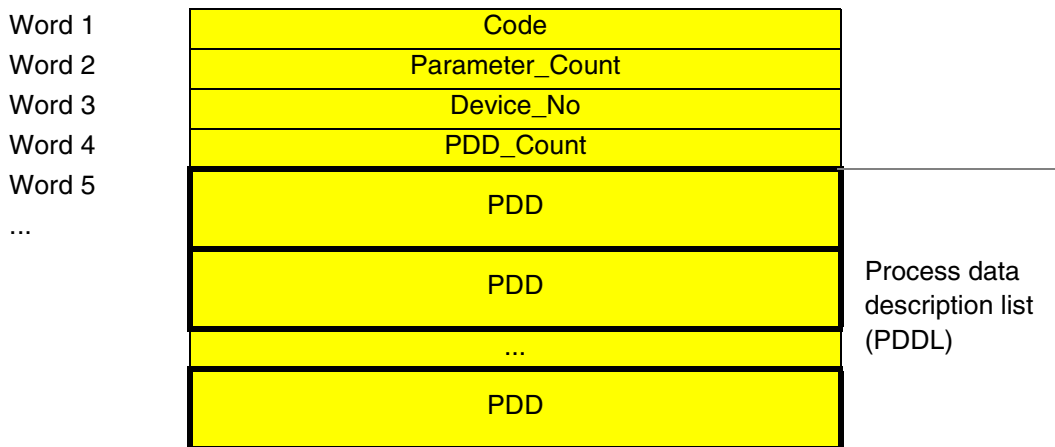 Word 1 Code
Word 2 Parameter_Count
Word 3 Device_No
Word 4 PDD_Count
Word 5
PDD
...
PDD
Process data
description list
(PDDL)
...
PDD